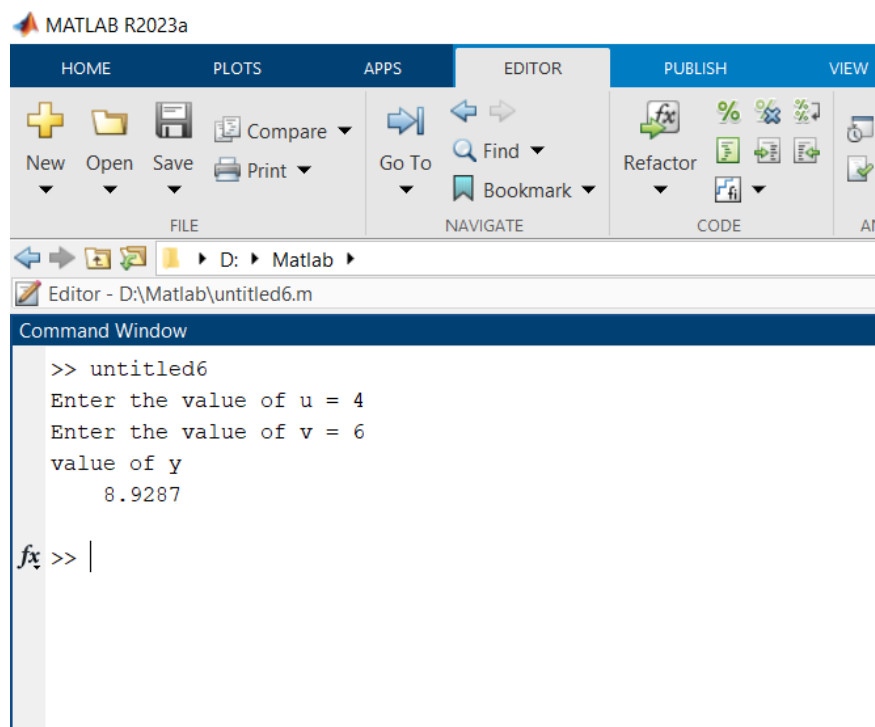 MATLAB R2023a
HOME PLOTS APPS EDITOR PUBLISH VIEW
New Open Save Compare Print Go To Find Bookmark Refactor
FILE NAVIGATE CODE
D: Matlab
Editor - D:\Matlab\untitled6.m
Command Window
>> untitled6
Enter the value of u = 4
Enter the value of v = 6
value of y
8.9287
fx >>